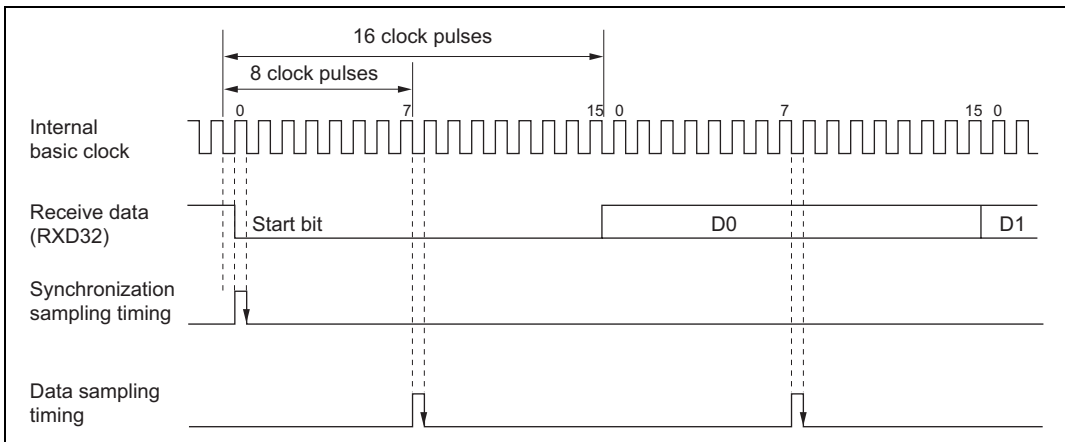 16 clock pulses
8 clock pulses
0 7 15 0 7 15 0
Internal
basic clock
Receive data
(RXD32)
Start bit D0 D1
Synchronization
sampling timing
Data sampling
timing